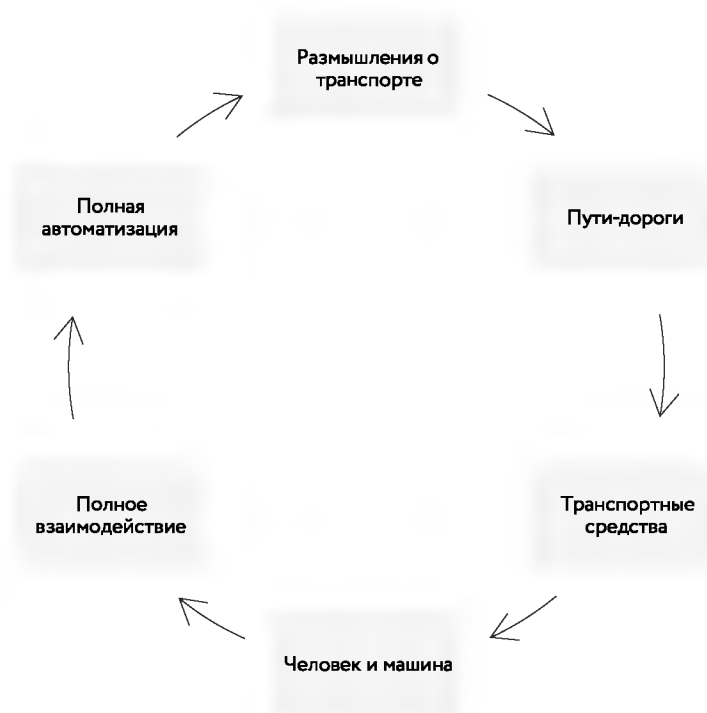 Размышления о
транспорте
Полная
автоматизация
Пути-дороги
Полное
взаимодействие
Транспортные
средства
Человек и машина